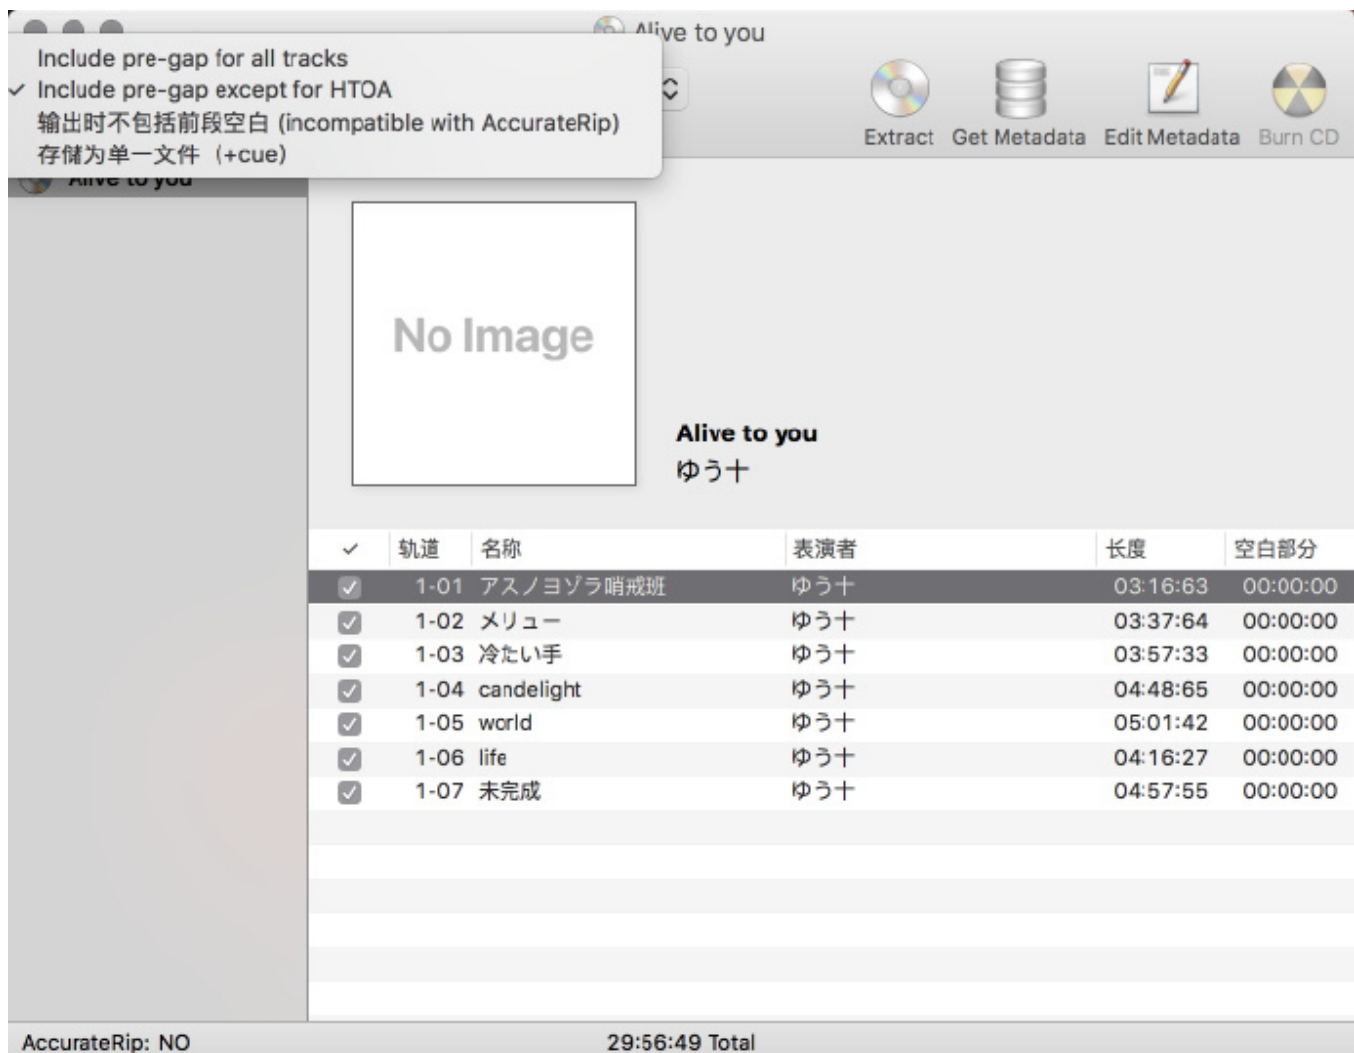 Alive to you
Include pre-gap for all tracks
✓ Include pre-gap except for HTOA
输出时不包括前段空白 (incompatible with AccurateRip)
存储为单一文件 (+cue)
Extract Get Metadata Edit Metadata Burn CD
Alive to you
No Image
Alive to you
ゆう十
✓ 轨道 名称 表演者 长度 空白部分
1-01 アスノヨゾラ哨戒班 ゆう十 03:16:63 00:00:00
1-02 メリュー ゆう十 03:37:64 00:00:00
1-03 冷たい手 ゆう十 03:57:33 00:00:00
1-04 candelight ゆう十 04:48:65 00:00:00
1-05 world ゆう十 05:01:42 00:00:00
1-06 life ゆう十 04:16:27 00:00:00
1-07 未完成 ゆう十 04:57:55 00:00:00
AccurateRip: NO 29:56:49 Total